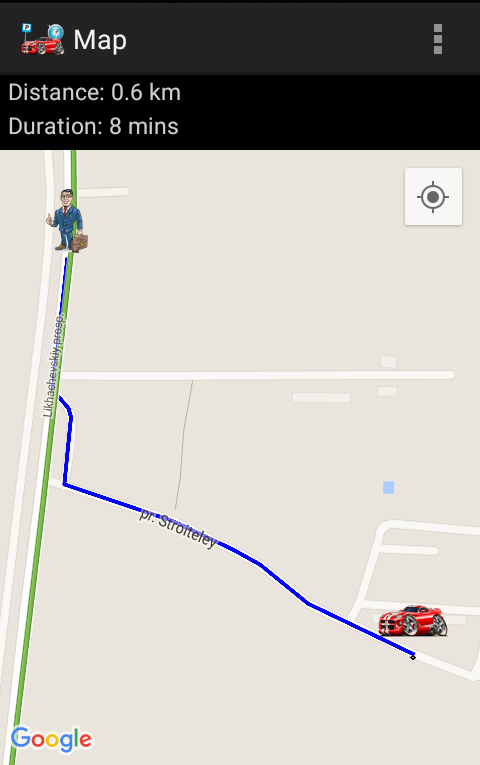 P
Map
Distance: 0.6 km
Duration: 8 mins
Likhachevskiy prosp.
pr. Stroiteley
Google